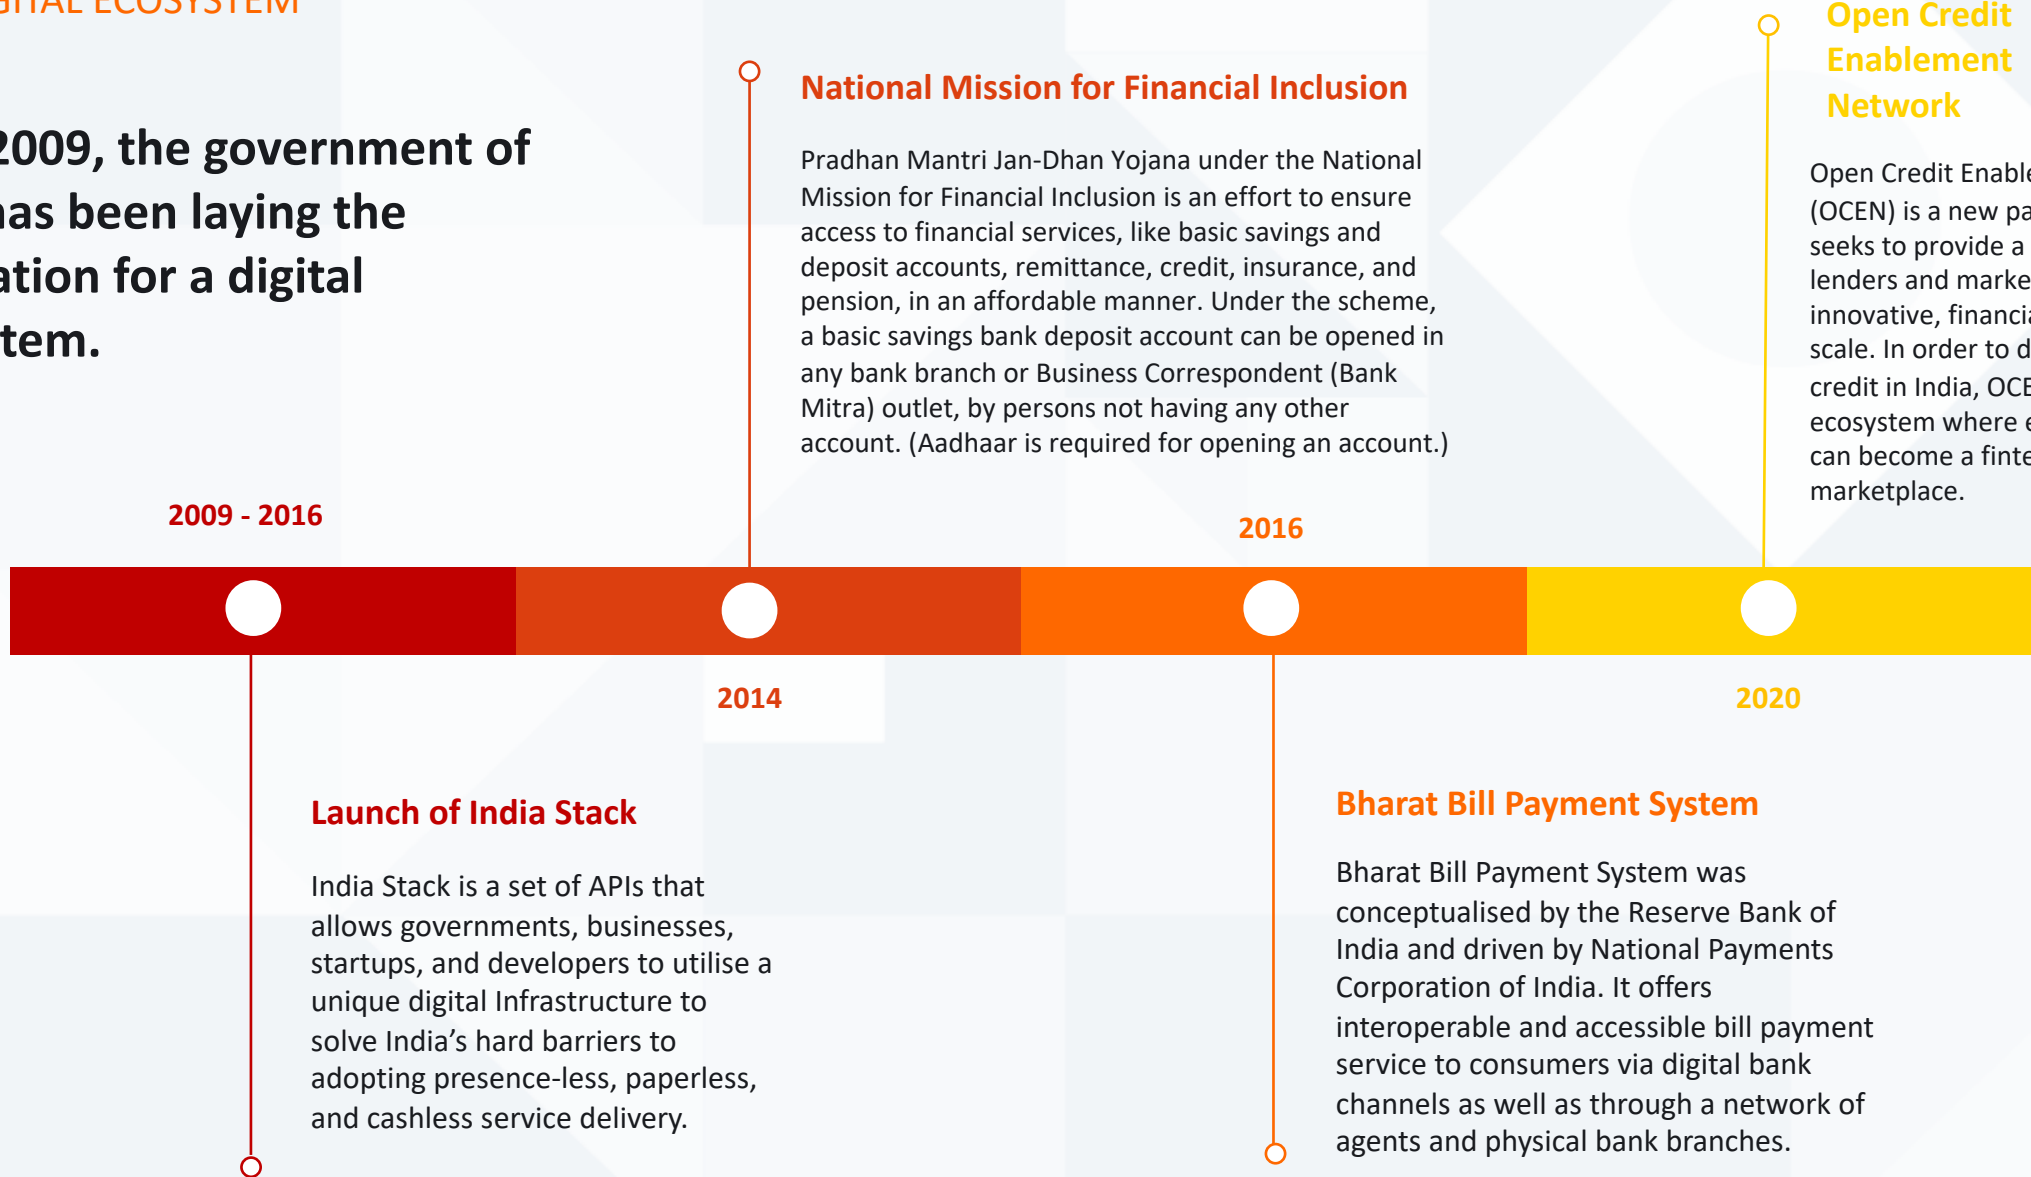 ECOSYSTEM
2009, the government of
has been laying the
for a digital
National Mission for Financial Inclusion
Pradhan Mantri Jan-Dhan Yojana under the National
Mission for Financial Inclusion is an effort to ensure
access to financial services, like basic savings and
deposit accounts, remittance, credit, insurance, and
pension, in an affordable manner. Under the scheme,
a basic savings bank deposit account can be opened in
any bank branch or Business Correspondent (Bank
Mitra) outlet, by persons not having any other
account. (Aadhaar is required for opening an account.)
Open Credit
Enablement
Network
Open Credit
(OCEN) is a new
seeks to provide a
lenders and
innovative,
scale. In order to
credit in India,
ecosystem where
can become a
marketplace.
2009 - 2016
2016
2014
2020
Launch of India Stack
India Stack is a set of APIs that
allows governments, businesses,
startups, and developers to utilise a
unique digital Infrastructure to
solve India’s hard barriers to
adopting presence-less, paperless,
and cashless service delivery.
Bharat Bill Payment System
Bharat Bill Payment System was
conceptualised by the Reserve Bank of
India and driven by National Payments
Corporation of India. It offers
interoperable and accessible bill payment
service to consumers via digital bank
channels as well as through a network of
agents and physical bank branches.